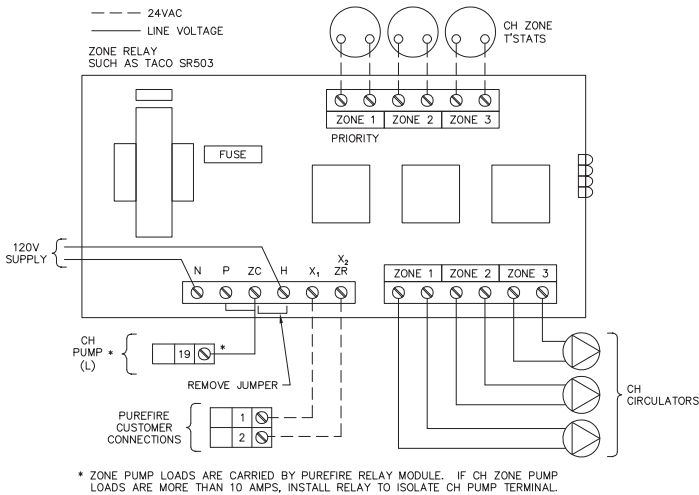 24VAC
LINE VOLTAGE
ZONE RELAY
SUCH AS TACO SR503
CH ZONE
T'STATS
ZONE 1 ZONE 2 ZONE 3
PRIORITY
FUSE
120V
SUPPLY
N P ZC H X1 X2
ZR
ZONE 1 ZONE 2 ZONE 3
CH
PUMP *
(L)
19 *
REMOVE JUMPER
PUREFIRE
CUSTOMER
CONNECTIONS
1
2
CH
CIRCULATORS
* ZONE PUMP LOADS ARE CARRIED BY PUREFIRE RELAY MODULE. IF CH ZONE PUMP
LOADS ARE MORE THAN 10 AMPS, INSTALL RELAY TO ISOLATE CH PUMP TERMINAL.